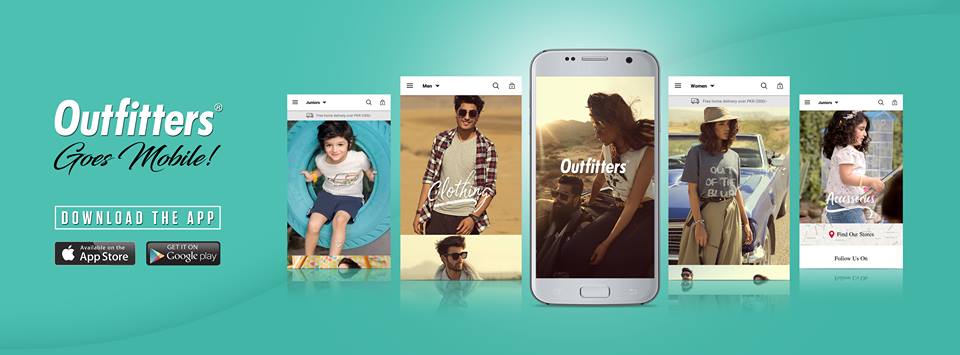 Outfitters®
Goes Mobile!
DOWNLOAD THE APP
Available on the
App Store
GET IT ON
Google play
Juniors
Free home delivery over PKR
Men
Clothing
Outfitters
Women
Free home delivery over PKR
OUT
OF THE
BLUE
Juniors
Accessories
Find Our Stores
Follow Us On